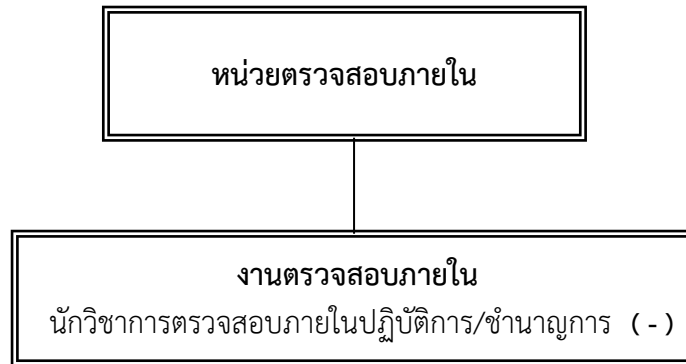 หน่วยตรวจสอบภายใน
งานตรวจสอบภายใน
นักวิชาการตรวจสอบภายในปฏิบัติการ/ชำนาญการ (-)